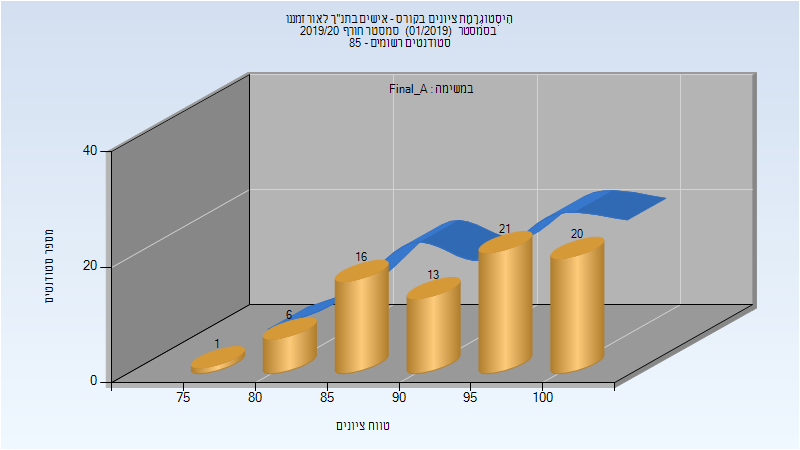 היסטוגרמת ציונים בקורס - אישים בתנ"ך לאור זמננו
בסמסטר (01/2019) סמסטר חורף 2019/20
סטודנטים רשומים - 85
במשימה : Final_A
40
20
0
מספר סטודנטים
1
6
16
13
21
20
75
80
85
90
95
100
טווח ציונים